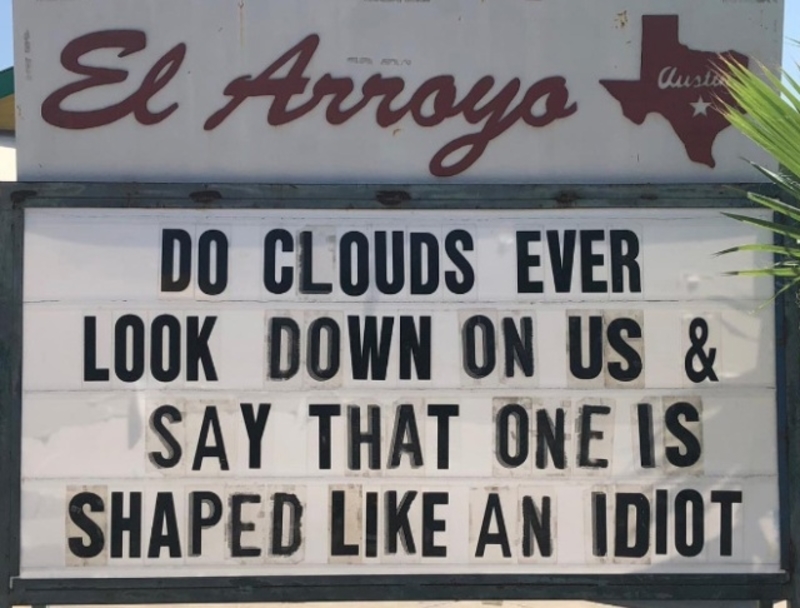 El Arroyo
Austin
DO CLOUDS EVER
LOOK DOWN ON US &
SAY THAT ONE IS
SHAPED LIKE AN IDIOT